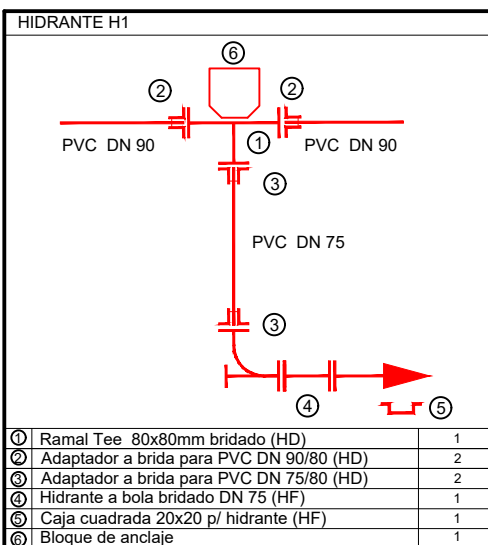 HIDRANTE H1
6
2 2
PVC DN 90 1 PVC DN 90
3
PVC DN 75
3
4 5
1 Ramal Tee 80x80mm bridado (HD) 1
2 Adaptador a brida para PVC DN 90/80 (HD) 2
3 Adaptador a brida para PVC DN 75/80 (HD) 2
4 Hidrante a bola bridado DN 75 (HF) 1
5 Caja cuadrada 20x20 p/ hidrante (HF) 1
6 Bloque de anclaje 1